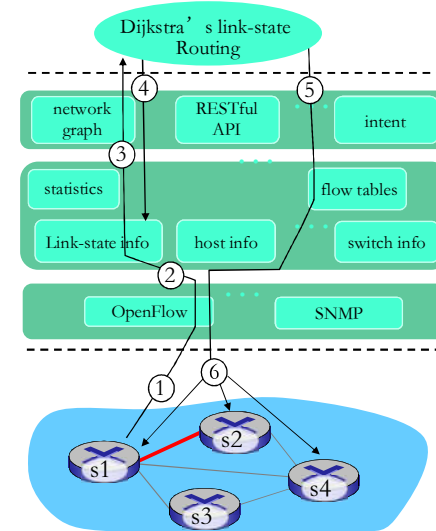 Dijkstra’s link-state
Routing
4
5
network
graph
RESTful
API
intent
3
statistics
flow tables
Link-state info
host info
switch info
2
OpenFlow
SNMP
1
6
s1
s2
s3
s4